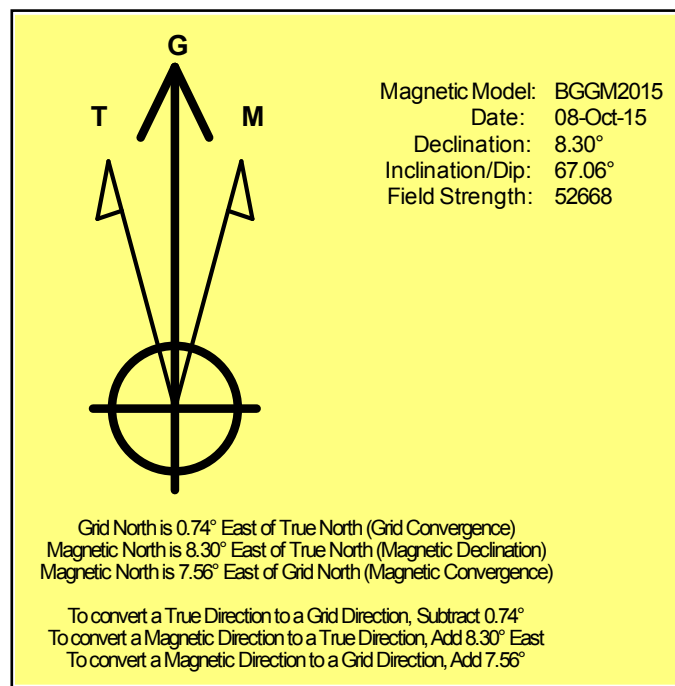 G
T
M
Magnetic Model: BGGM2015
Date: 08-Oct-15
Declination: 8.30°
Inclination/Dip: 67.06°
Field Strength: 52668
Grid North is 0.74° East of True North (Grid Convergence)
Magnetic North is 8.30° East of True North (Magnetic Declination)
Magnetic North is 7.56° East of Grid North (Magnetic Convergence)
To convert a True Direction to a Grid Direction, Subtract 0.74°
To convert a Magnetic Direction to a True Direction, Add 8.30° East
To convert a Magnetic Direction to a Grid Direction, Add 7.56°